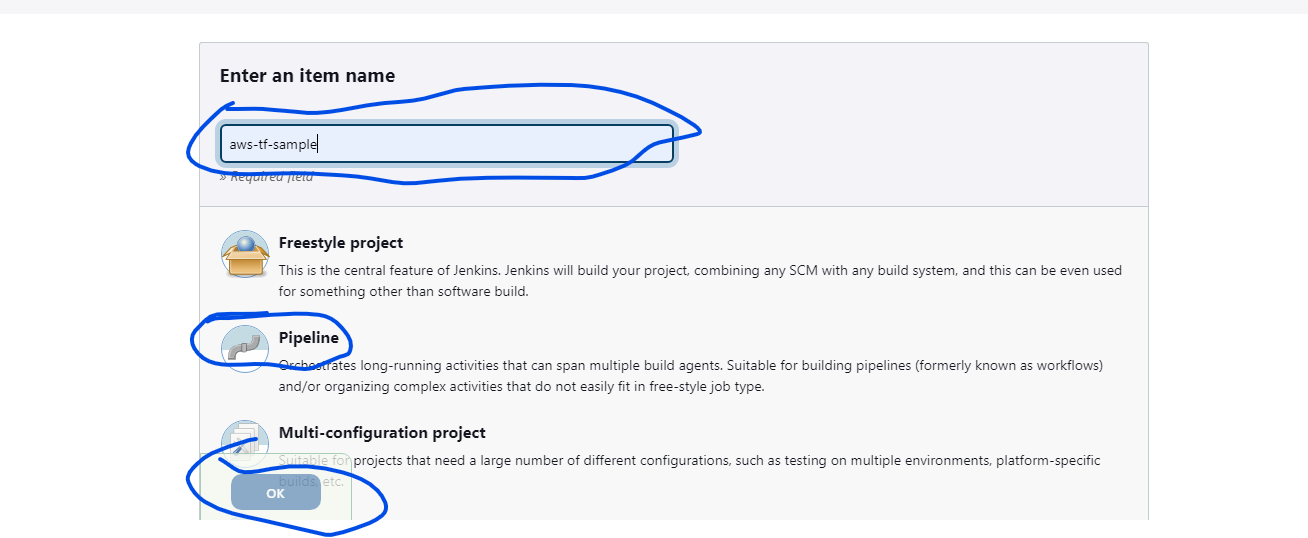 Enter an item name
aws-tf-sample
» Required field
Freestyle project
This is the central feature of Jenkins. Jenkins will build your project, combining any SCM with any build system, and this can be even used
for something other than software build.
Pipeline
Orchestrates long-running activities that can span multiple build agents. Suitable for building pipelines (formerly known as workflows)
and/or organizing complex activities that do not easily fit in free-style job type.
Multi-configuration project
Suitable for projects that need a large number of different configurations, such as testing on multiple environments, platform-specific
builds, etc.
OK